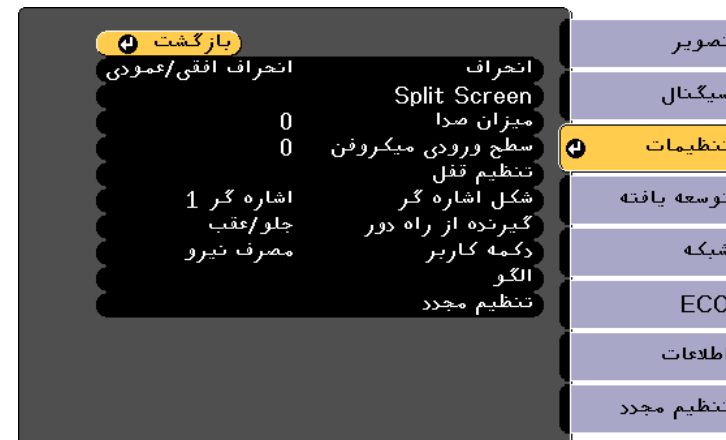 بازگشت
انحراف انحراف افقی/عمودی
Split Screen
میزان صدا 0
سطح ورودی میکروفن 0
تنظیم قفل
شکل اشاره گر اشاره گر 1
گیرنده از راه دور جلو/عقب
دکمه کاربر مصرف نیرو
الگو
تنظیم مجدد
تصویر
سیگنال
تنظیمات
توسعه یافته
شبکه
ECO
اطلاعات
تنظیم مجدد